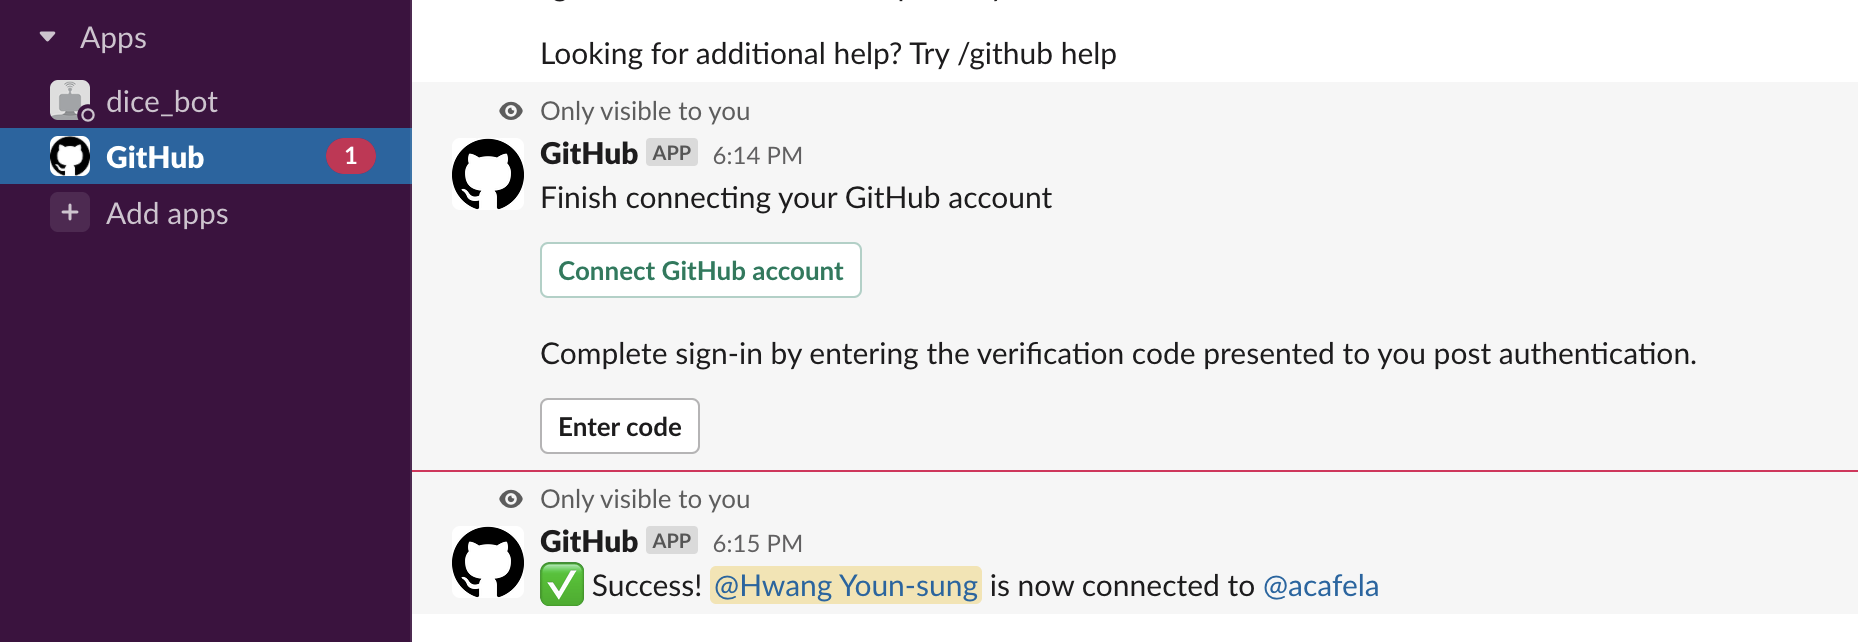 Apps
dice_bot
GitHub 1
Add apps
Looking for additional help? Try /github help
Only visible to you
GitHub APP 6:14 PM
Finish connecting your GitHub account
Connect GitHub account
Complete sign-in by entering the verification code presented to you post authentication.
Enter code
Only visible to you
GitHub APP 6:15 PM
Success! @Hwang Youn-sung is now connected to @acafela